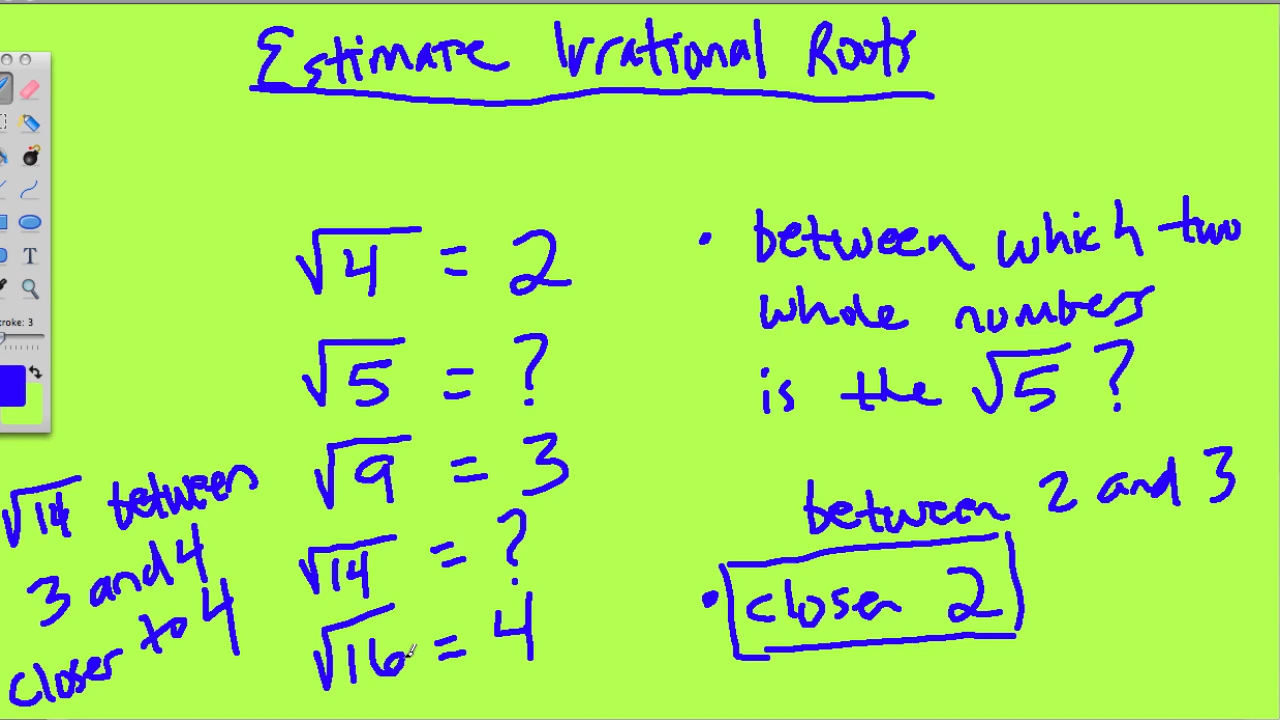 Estimate Irrational Roots
√4 = 2
√5 = ?
√9 = 3
√14 = ?
√16 = 4
• between which two
whole numbers
is the √5 ?
between 2 and 3
• closer 2
√14 between
3 and 4
closer to 4
T
roke: 3